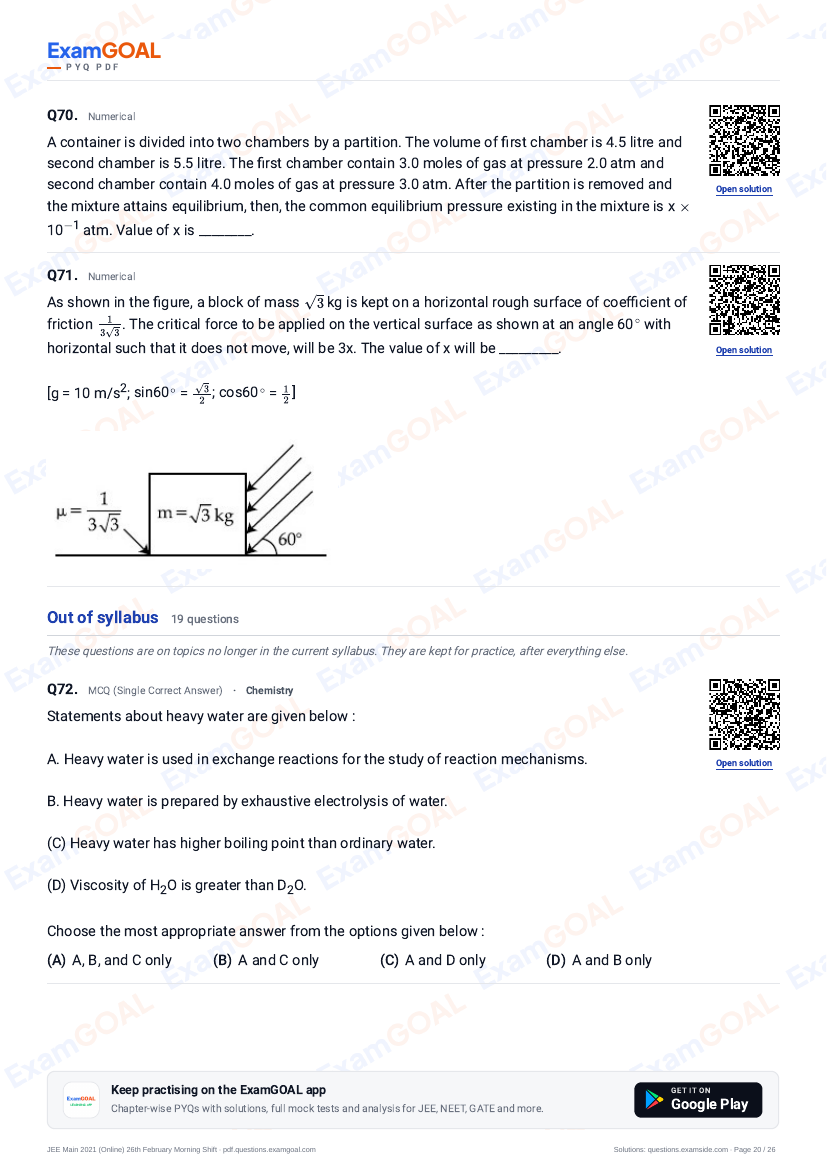 ExamGOAL
PYQ PDF
Q70. Numerical
A container is divided into two chambers by a partition. The volume of first chamber is 4.5 litre and
second chamber is 5.5 litre. The first chamber contain 3.0 moles of gas at pressure 2.0 atm and
second chamber contain 4.0 moles of gas at pressure 3.0 atm. After the partition is removed and
the mixture attains equilibrium, then, the common equilibrium pressure existing in the mixture is x ×
10⁻¹ atm. Value of x is ________.
Open solution
Q71. Numerical
As shown in the figure, a block of mass √3 kg is kept on a horizontal rough surface of coefficient of
friction 1/(3√3). The critical force to be applied on the vertical surface as shown at an angle 60° with
horizontal such that it does not move, will be 3x. The value of x will be _________.
Open solution
[g = 10 m/s²; sin60° = √3/2; cos60° = 1/2]
μ = 1/(3√3)
m = √3 kg
60°
Out of syllabus 19 questions
These questions are on topics no longer in the current syllabus. They are kept for practice, after everything else.
Q72. MCQ (Single Correct Answer) · Chemistry
Statements about heavy water are given below :
Open solution
A. Heavy water is used in exchange reactions for the study of reaction mechanisms.
B. Heavy water is prepared by exhaustive electrolysis of water.
(C) Heavy water has higher boiling point than ordinary water.
(D) Viscosity of H₂O is greater than D₂O.
Choose the most appropriate answer from the options given below :
(A) A, B, and C only (B) A and C only (C) A and D only (D) A and B only
ExamGOAL
Keep practising on the ExamGOAL app
Chapter-wise PYQs with solutions, full mock tests and analysis for JEE, NEET, GATE and more.
GET IT ON
Google Play
JEE Main 2021 (Online) 26th February Morning Shift · pdf.questions.examgoal.com
Solutions: questions.examside.com · Page 20 / 26